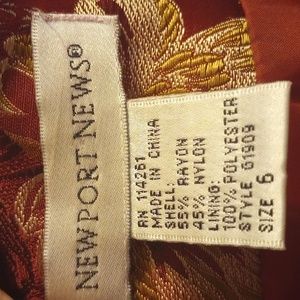 NEWPORT NEWS®
RN 114261
MADE IN CHINA
SHELL:
55% RAYON
45% NYLON
LINING:
100% POLYESTER
STYLE 01909
SIZE 6